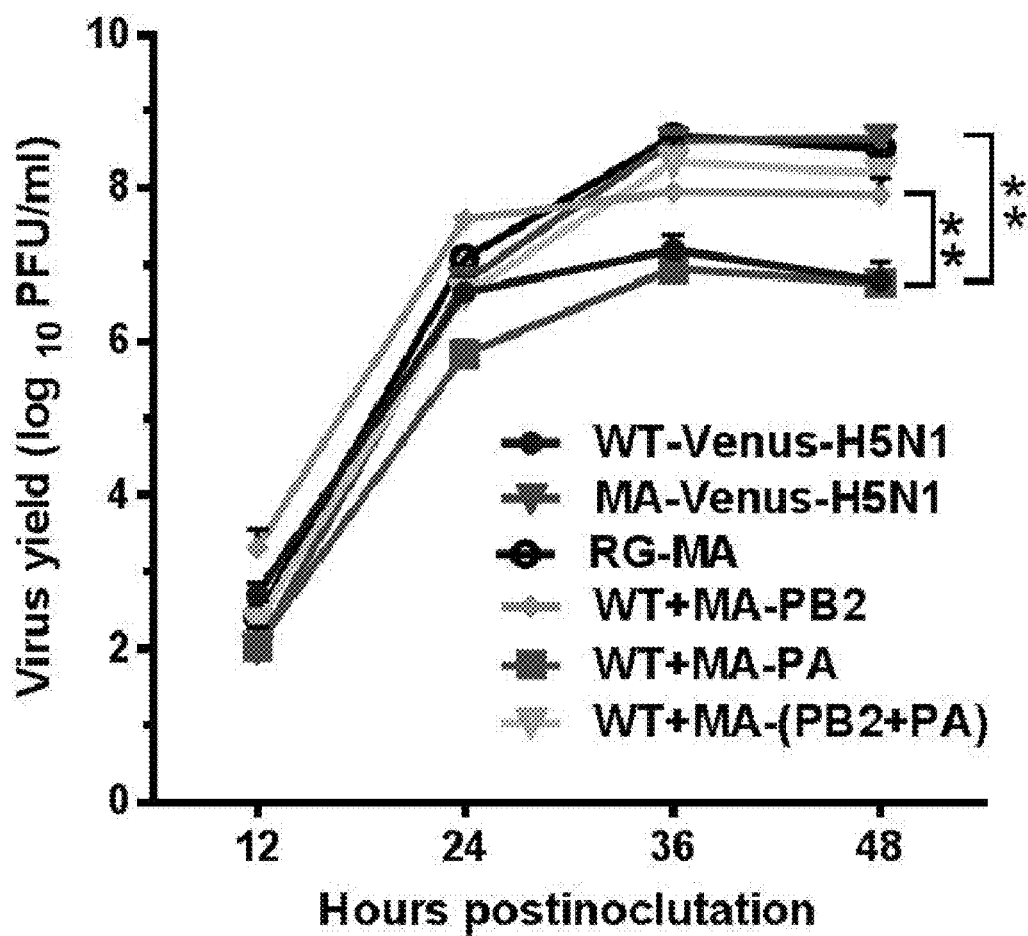 Virus yield (log 10 PFU/ml)
10
8
6
4
2
0
**
**
WT-Venus-H5N1
MA-Venus-H5N1
RG-MA
WT+MA-PB2
WT+MA-PA
WT+MA-(PB2+PA)
12 24 36 48
Hours postinoclutation